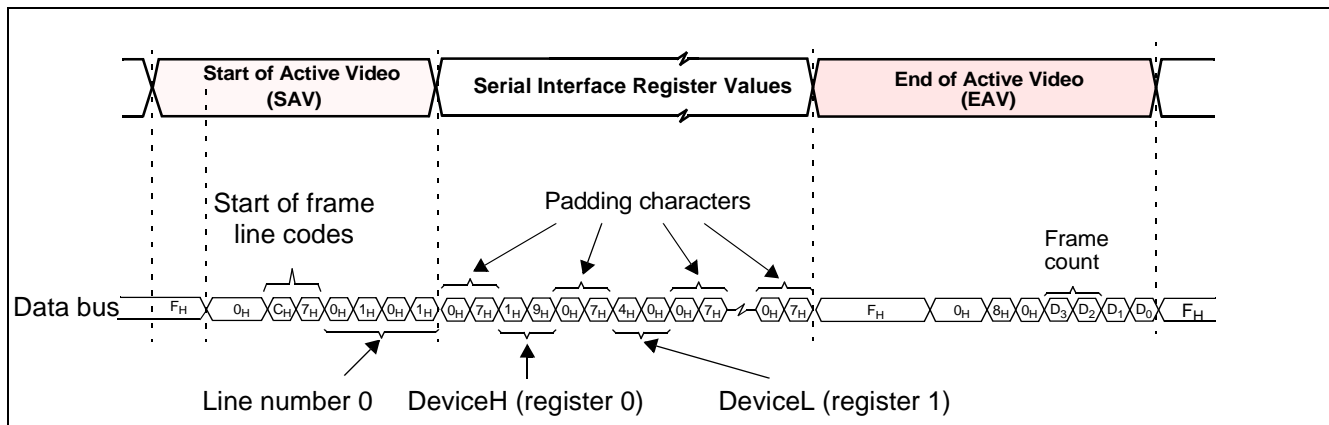 Start of Active Video
(SAV)
Serial Interface Register Values
End of Active Video
(EAV)
Start of frame
line codes
Padding characters
Frame
count
Data bus
FH 0H CH 7H 0H 1H 0H 1H 0H 7H 1H 9H 0H 7H 4H 0H 0H 7H 0H 7H FH 0H 8H 0H D3 D2 D1 D0 FH
Line number 0
DeviceH (register 0)
DeviceL (register 1)